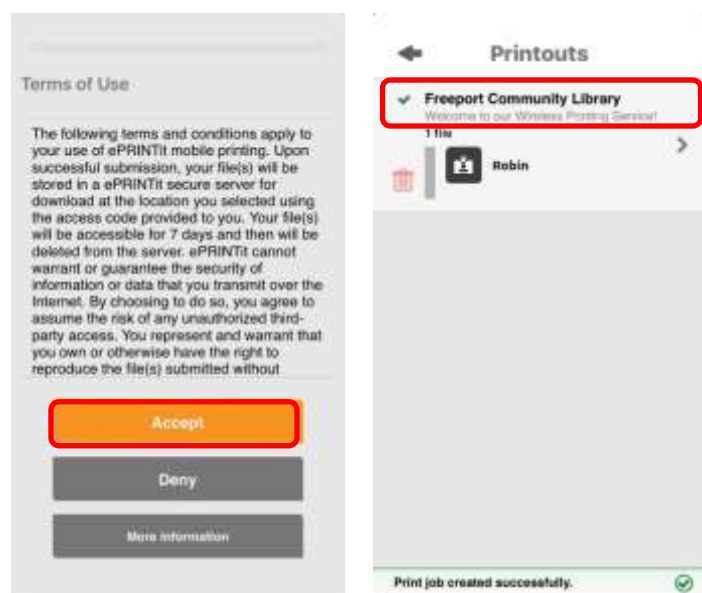 Terms of Use
The following terms and conditions apply to
your use of ePRINTit mobile printing. Upon
successful submission, your file(s) will be
stored in a ePRINTit secure server for
download at the location you selected using
the access code provided to you. Your file(s)
will be accessible for 7 days and then will be
deleted from the server. ePRINTit cannot
warrant or guarantee the security of
information or data that you transmit over the
Internet. By choosing to do so, you agree to
assume the risk of any unauthorized third-
party access. You represent and warrant that
you own or otherwise have the right to
reproduce the file(s) submitted without
Accept
Deny
More information
Printouts
Freeport Community Library
Welcome to our Wireless Printing Service!
1 file
Robin
Print job created successfully.